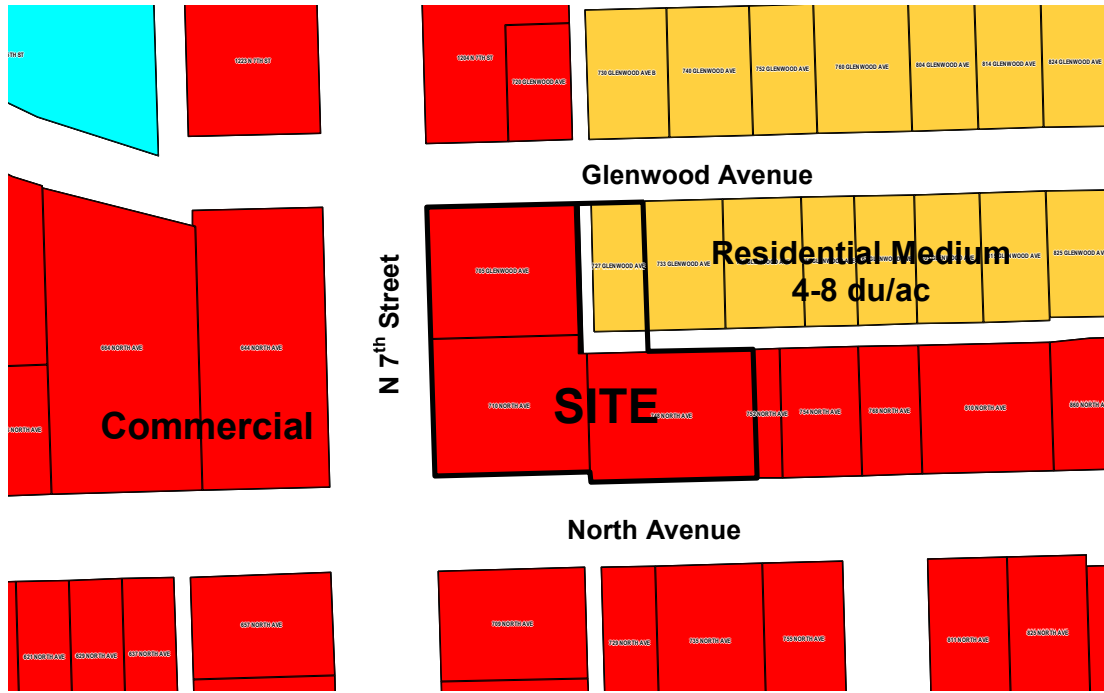 1223 N 7TH ST
1204 N 7TH ST
720 GLENWOOD AVE
730 GLENWOOD AVE B
740 GLENWOOD AVE
752 GLENWOOD AVE
760 GLENWOOD AVE
804 GLENWOOD AVE
814 GLENWOOD AVE
824 GLENWOOD AVE
Glenwood Avenue
727 GLENWOOD AVE
733 GLENWOOD AVE
825 GLENWOOD AVE
Residential Medium
4-8 du/ac
N 7th Street
664 NORTH AVE
644 NORTH AVE
710 NORTH AVE
SITE
NORTH AVE
754 NORTH AVE
768 NORTH AVE
810 NORTH AVE
860 NORTH A
NORTH AVE
Commercial
North Avenue
621 NORTH AVE
629 NORTH AVE
637 NORTH AVE
657 NORTH AVE
709 NORTH AVE
729 NORTH AVE
735 NORTH AVE
755 NORTH AVE
811 NORTH AVE
825 NORTH AVE